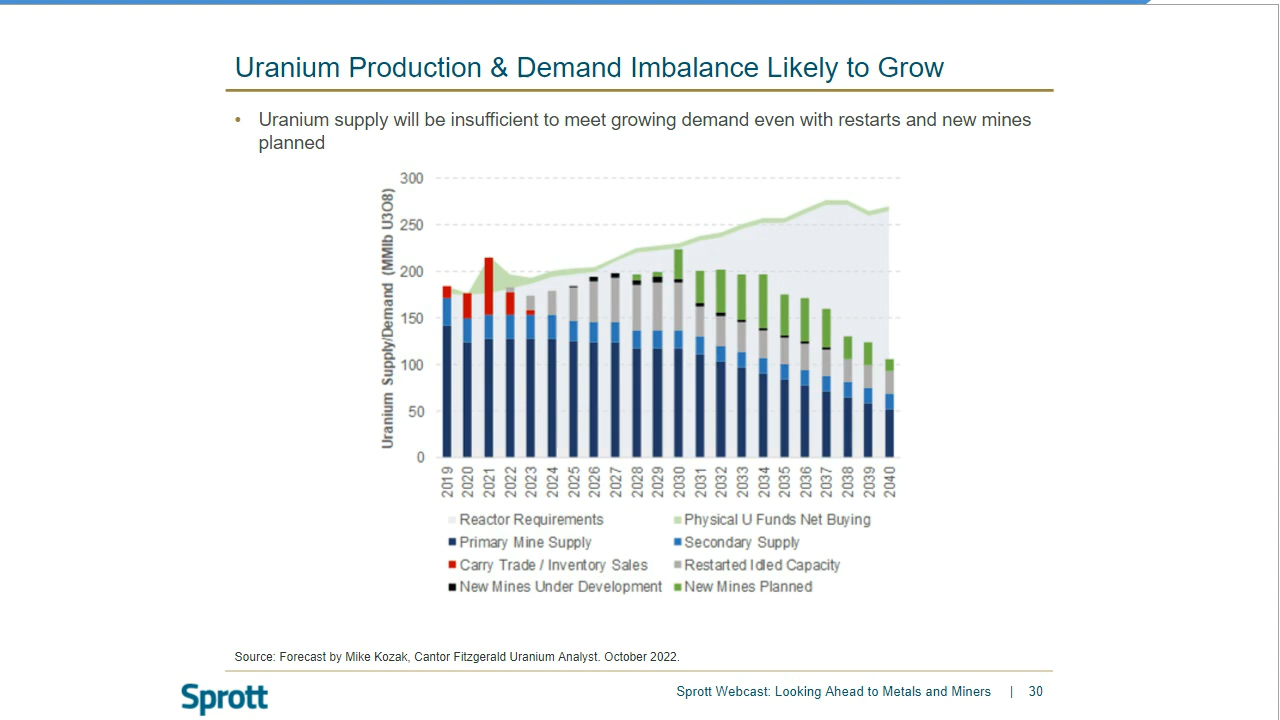 Uranium Production & Demand Imbalance Likely to Grow
• Uranium supply will be insufficient to meet growing demand even with restarts and new mines
planned
Uranium Supply/Demand (MMlb U3O8)
300
250
200
150
100
50
0
2019 2020 2021 2022 2023 2024 2025 2026 2027 2028 2029 2030 2031 2032 2033 2034 2035 2036 2037 2038 2039 2040
Reactor Requirements Physical U Funds Net Buying
Primary Mine Supply Secondary Supply
Carry Trade / Inventory Sales Restarted Idled Capacity
New Mines Under Development New Mines Planned
Source: Forecast by Mike Kozak, Cantor Fitzgerald Uranium Analyst. October 2022.
Sprott
Sprott Webcast: Looking Ahead to Metals and Miners | 30